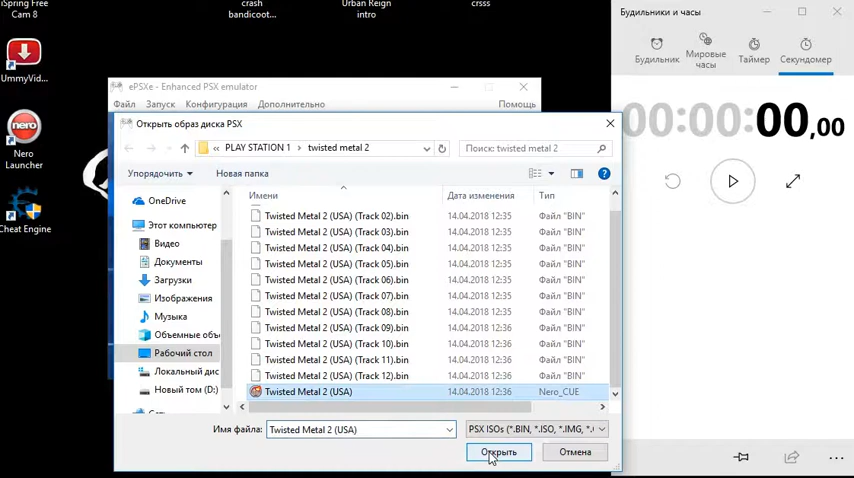 iSpring Free
Cam 8
crash
bandicoot...
Urban Reign
intro
crsss
UmmyVid...
nero
Nero
Launcher
Cheat Engine
ePSXe - Enhanced PSX emulator
Файл Запуск Конфигурация Дополнительно Помощь
Открыть образ диска PSX
« PLAY STATION 1 › twisted metal 2
Поиск: twisted metal 2
Упорядочить Новая папка
Имени Дата изменения Тип
OneDrive
Этот компьютер
Видео
Документы
Загрузки
Изображения
Музыка
Объемные объе
Рабочий стол
Локальный дис
Новый том (D:)
Twisted Metal 2 (USA) (Track 02).bin 14.04.2018 12:35 Файл "BIN"
Twisted Metal 2 (USA) (Track 03).bin 14.04.2018 12:35 Файл "BIN"
Twisted Metal 2 (USA) (Track 04).bin 14.04.2018 12:35 Файл "BIN"
Twisted Metal 2 (USA) (Track 05).bin 14.04.2018 12:35 Файл "BIN"
Twisted Metal 2 (USA) (Track 06).bin 14.04.2018 12:35 Файл "BIN"
Twisted Metal 2 (USA) (Track 07).bin 14.04.2018 12:35 Файл "BIN"
Twisted Metal 2 (USA) (Track 08).bin 14.04.2018 12:35 Файл "BIN"
Twisted Metal 2 (USA) (Track 09).bin 14.04.2018 12:36 Файл "BIN"
Twisted Metal 2 (USA) (Track 10).bin 14.04.2018 12:36 Файл "BIN"
Twisted Metal 2 (USA) (Track 11).bin 14.04.2018 12:36 Файл "BIN"
Twisted Metal 2 (USA) (Track 12).bin 14.04.2018 12:36 Файл "BIN"
Twisted Metal 2 (USA) 14.04.2018 12:36 Nero_CUE
Имя файла: Twisted Metal 2 (USA) PSX ISOs (*.BIN, *.ISO, *.IMG, *.
Открыть Отмена
Будильники и часы
Будильник Мировые часы Таймер Секундомер
00:00:00,00